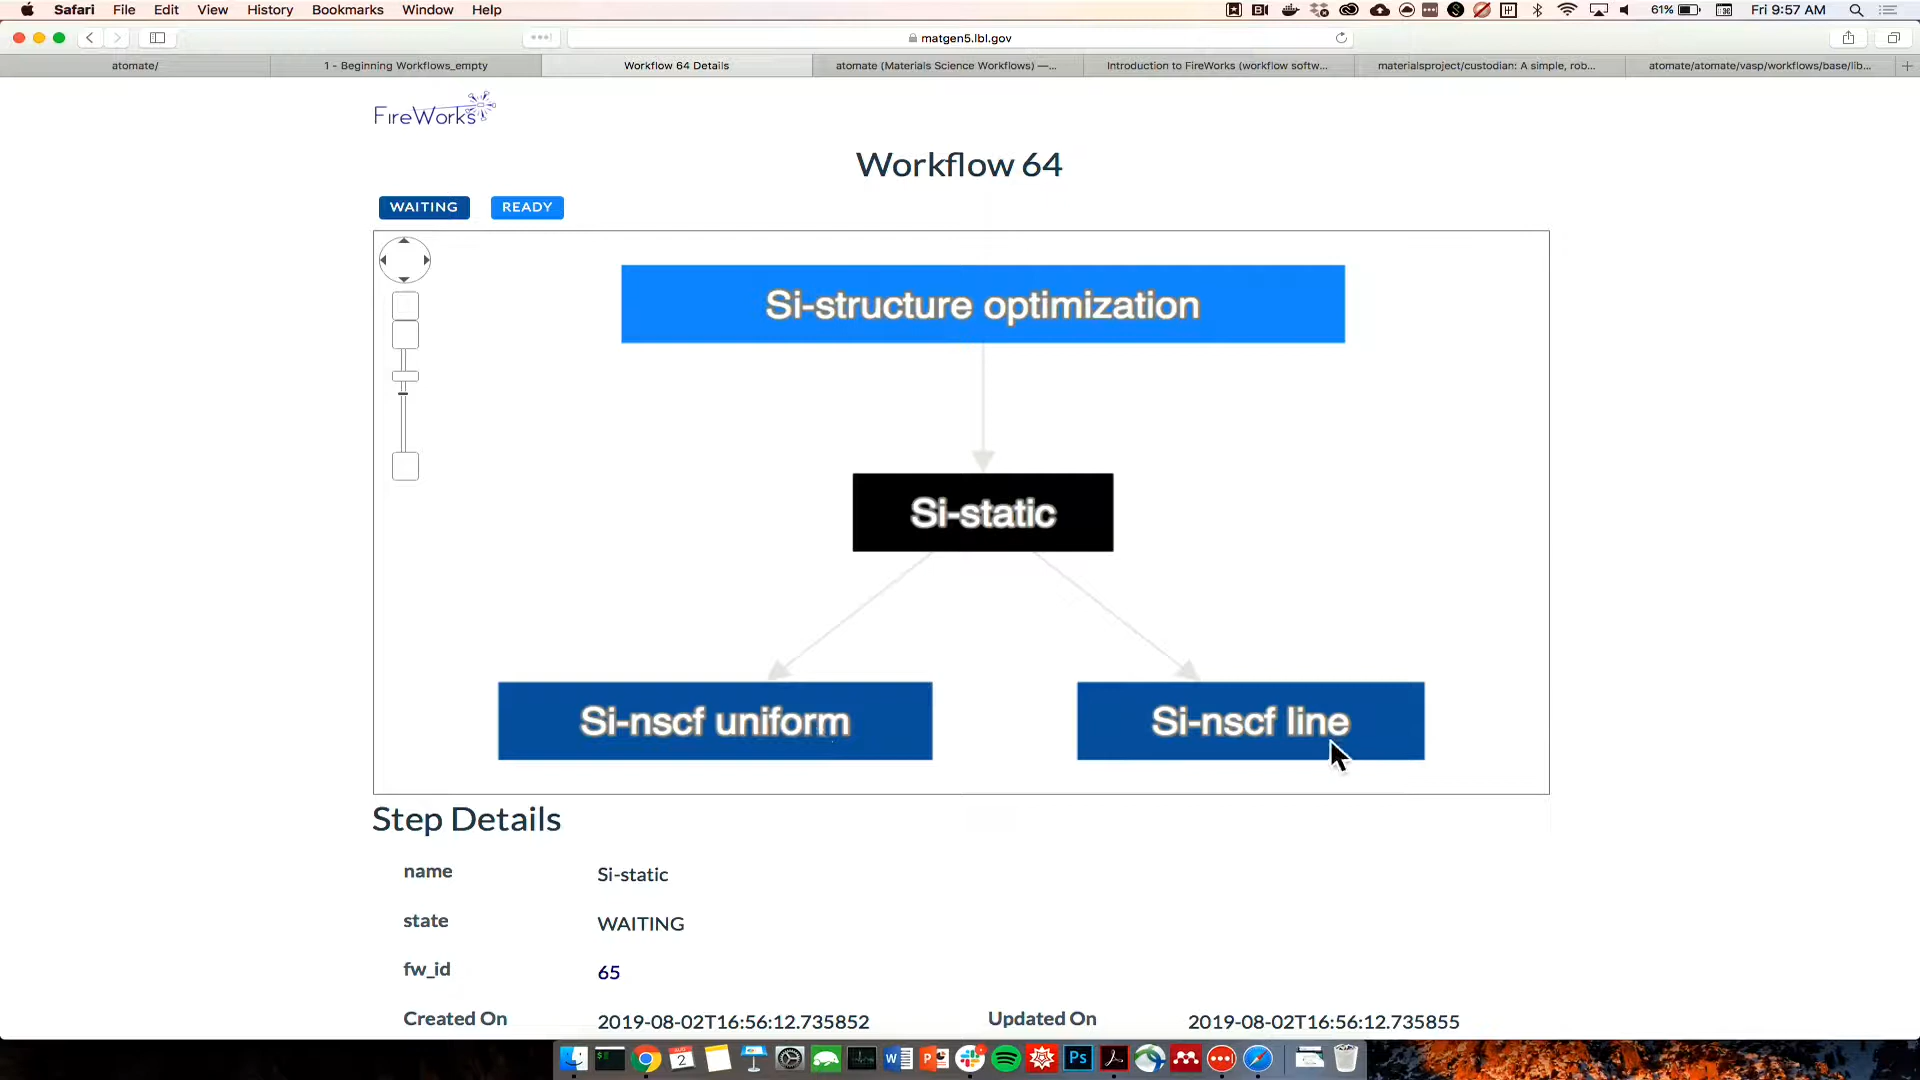 Safari File Edit View History Bookmarks Window Help 61% Fri 9:57 AM
matgen5.lbl.gov
atomate/ 1 - Beginning Workflows_empty Workflow 64 Details atomate (Materials Science Workflows) —... Introduction to FireWorks (workflow softw... materialsproject/custodian: A simple, rob... atomate/atomate/vasp/workflows/base/lib...
FireWorks
Workflow 64
WAITING READY
Si-structure optimization
Si-static
Si-nscf uniform Si-nscf line
Step Details
name Si-static
state WAITING
fw_id 65
Created On 2019-08-02T16:56:12.735852 Updated On 2019-08-02T16:56:12.735855